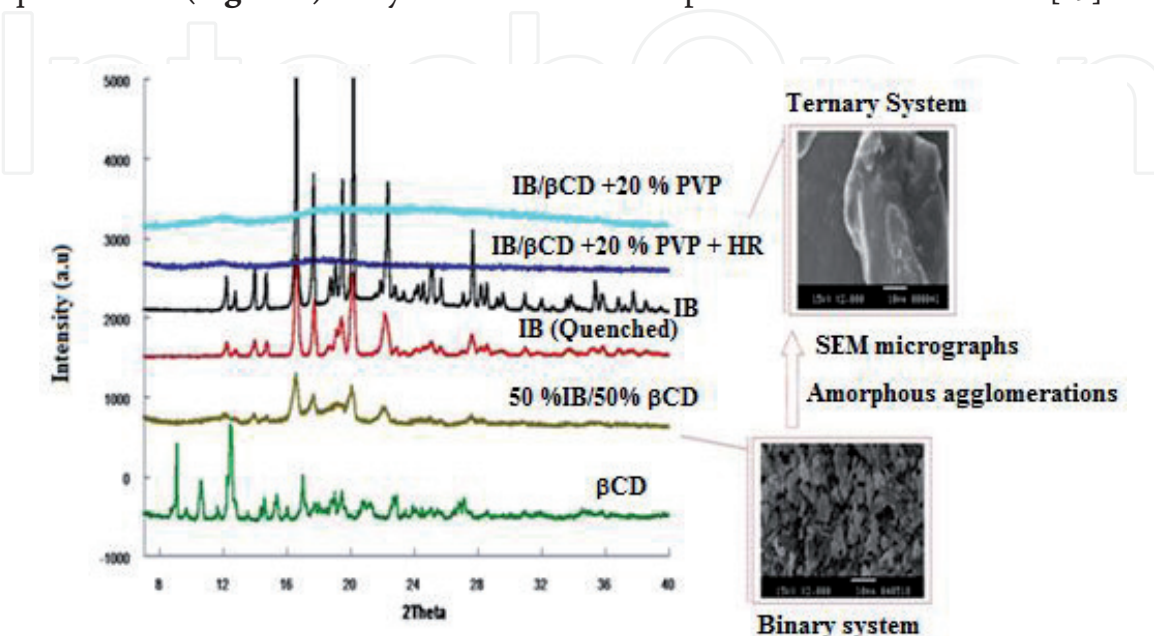 IntechOpen
5000
4000
3000
2000
1000
0
-1000
Intensity (a.u)
8 12 16 20 24 28 32 36 40
2Theta
IB/βCD +20 % PVP
IB/βCD +20 % PVP + HR
IB
IB (Quenched)
50 %IB/50% βCD
βCD
Ternary System
SEM micrographs
Amorphous agglomerations
Binary system